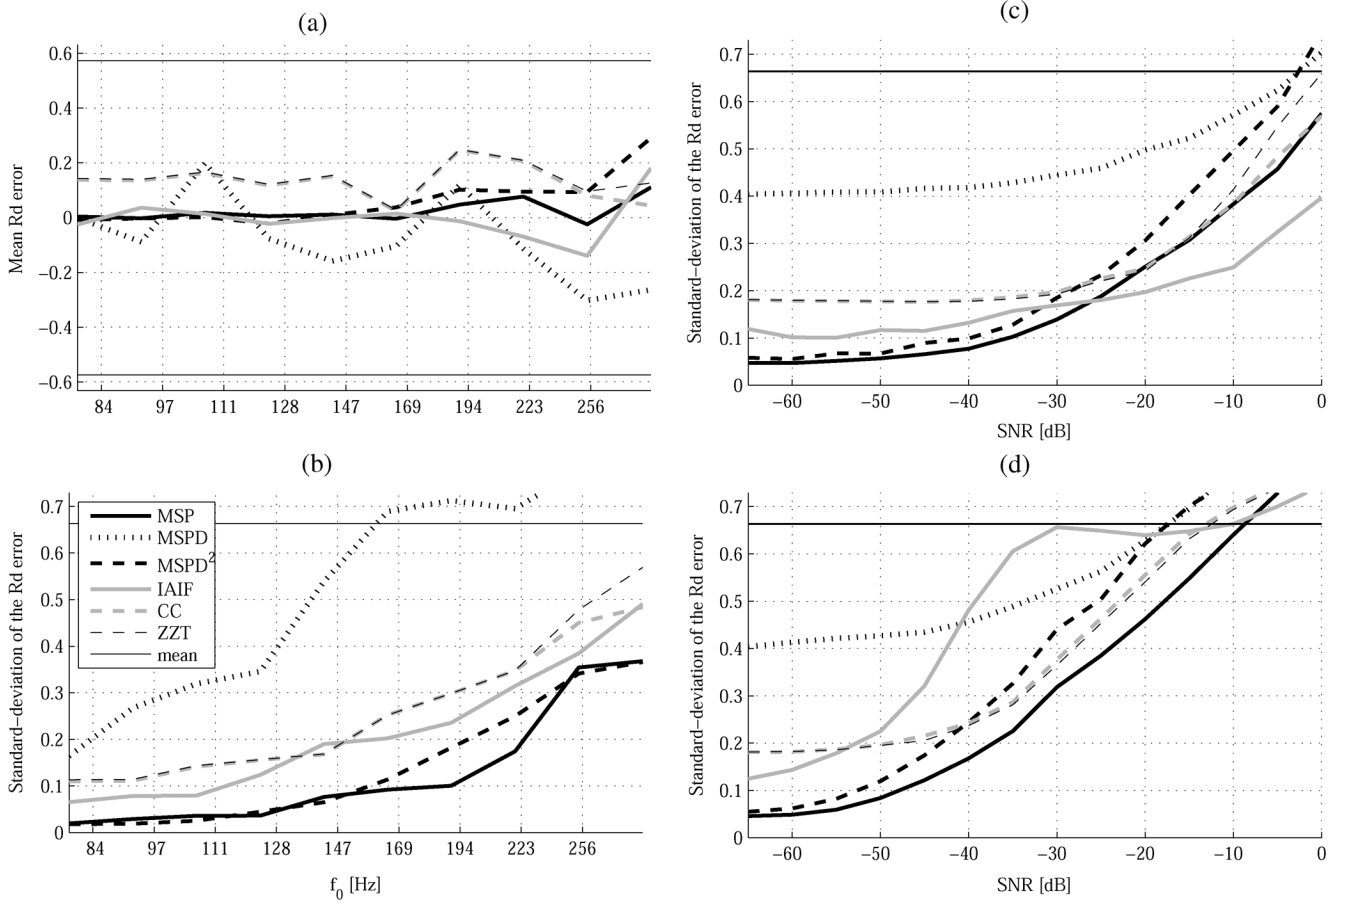 (a)
Mean Rd error
0.6
0.4
0.2
0
−0.2
−0.4
−0.6
84 97 111 128 147 169 194 223 256
(c)
Standard−deviation of the Rd error
0.7
0.6
0.5
0.4
0.3
0.2
0.1
0
−60 −50 −40 −30 −20 −10 0
SNR [dB]
(b)
Standard−deviation of the Rd error
0.7
0.6
0.5
0.4
0.3
0.2
0.1
0
MSP
MSPD
MSPD²
IAIF
CC
ZZT
mean
84 97 111 128 147 169 194 223 256
f₀ [Hz]
(d)
Standard−deviation of the Rd error
0.7
0.6
0.5
0.4
0.3
0.2
0.1
0
−60 −50 −40 −30 −20 −10 0
SNR [dB]